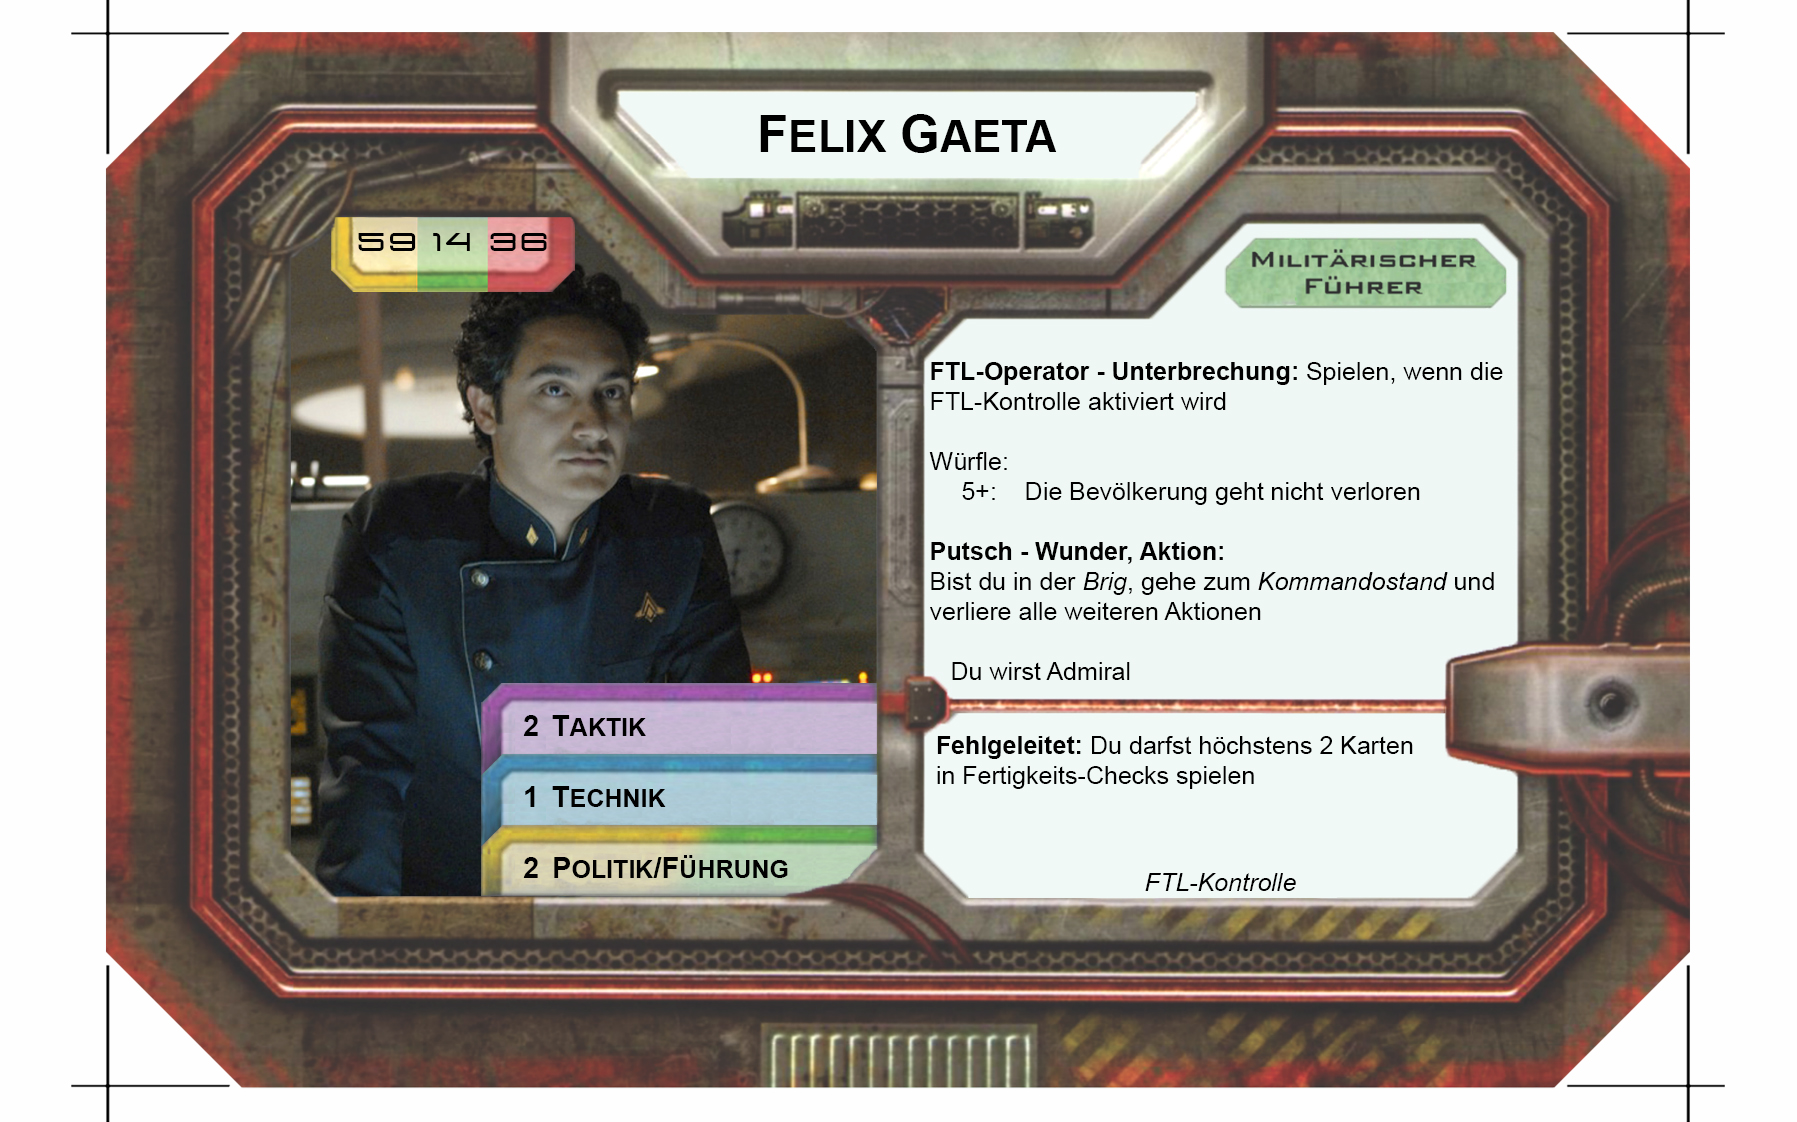 FELIX GAETA
59 14 36
MILITÄRISCHER
FÜHRER
FTL-Operator - Unterbrechung: Spielen, wenn die
FTL-Kontrolle aktiviert wird
Würfle:
5+: Die Bevölkerung geht nicht verloren
Putsch - Wunder, Aktion:
Bist du in der Brig, gehe zum Kommandostand und
verliere alle weiteren Aktionen
Du wirst Admiral
2 TAKTIK
1 TECHNIK
2 POLITIK/FÜHRUNG
Fehlgeleitet: Du darfst höchstens 2 Karten
in Fertigkeits-Checks spielen
FTL-Kontrolle